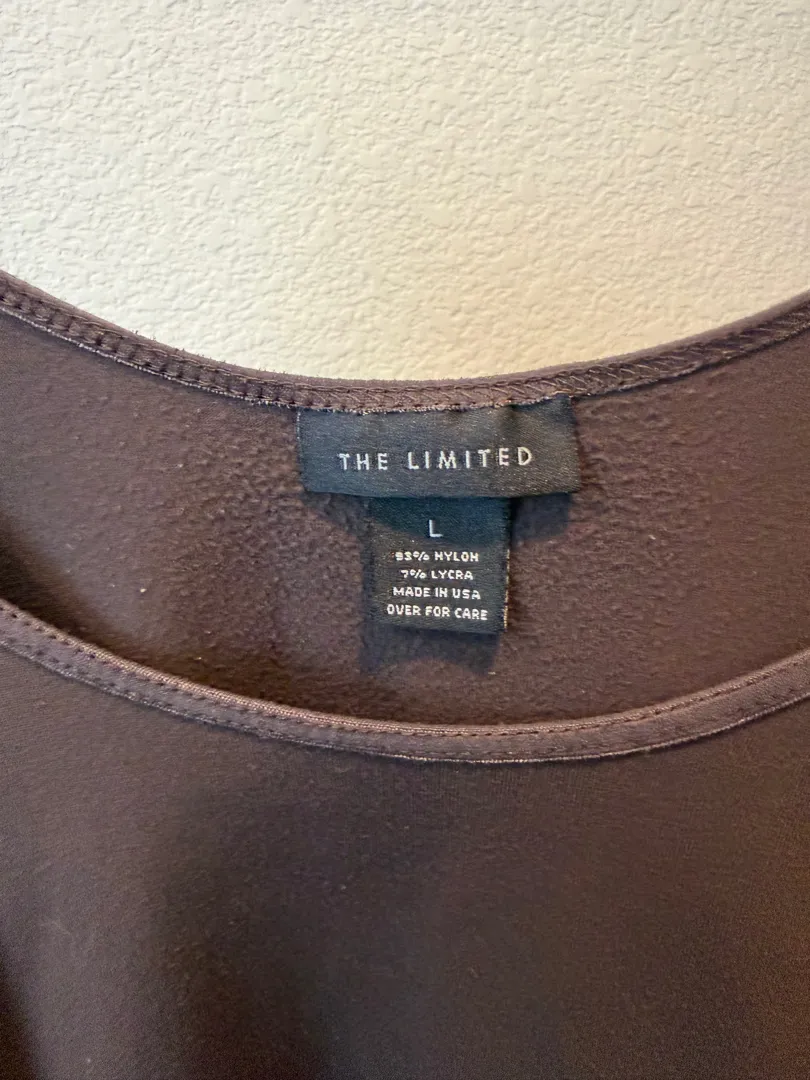 THE LIMITED
L
93% NYLON
7% LYCRA
MADE IN USA
OVER FOR CARE